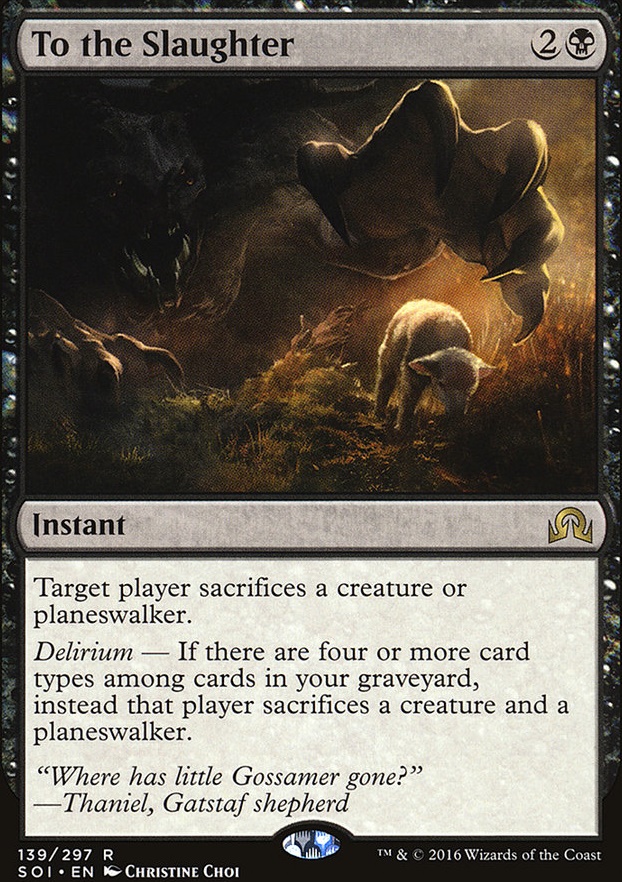 To the Slaughter 2
Instant
Target player sacrifices a creature or
planeswalker.
Delirium — If there are four or more card
types among cards in your graveyard,
instead that player sacrifices a creature and a
planeswalker.
“Where has little Gossamer gone?”
—Thaniel, Gatstaf shepherd
139/297 R
SOI • EN Christine Choi
™ & © 2016 Wizards of the Coast